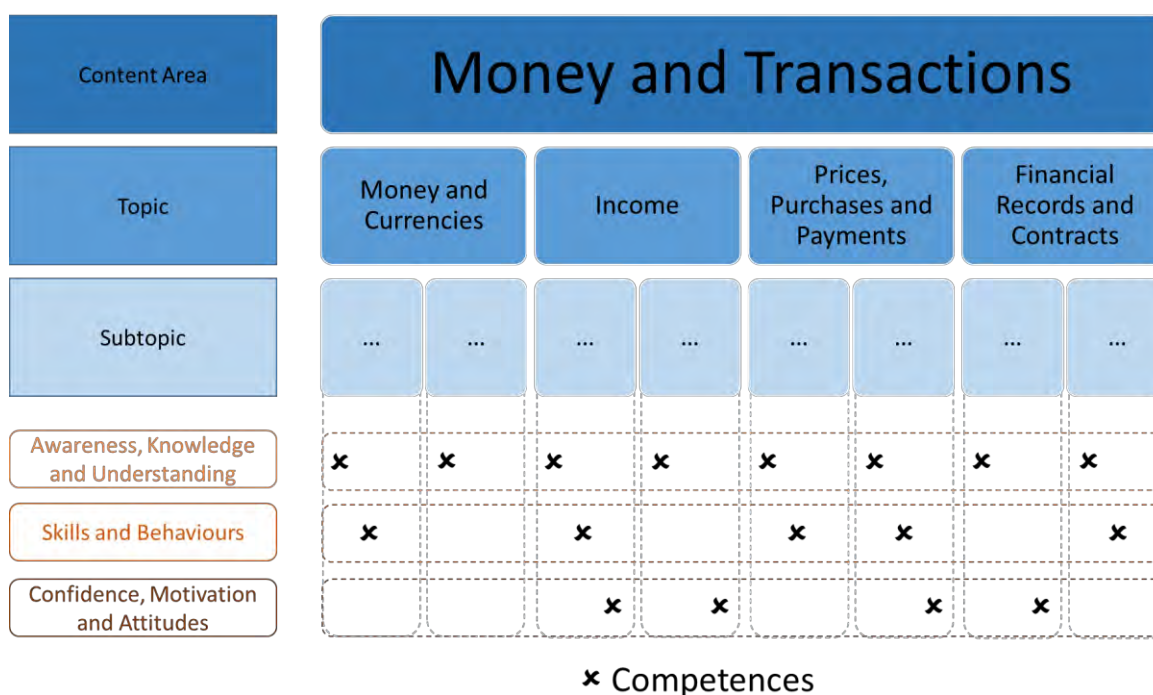 Content Area
Money and Transactions
Topic
Money and
Currencies
Income
Prices,
Purchases and
Payments
Financial
Records and
Contracts
Subtopic
... ... ... ... ... ... ... ...
Awareness, Knowledge
and Understanding
✘ ✘ ✘ ✘ ✘ ✘ ✘ ✘
Skills and Behaviours
✘ ✘ ✘ ✘ ✘
Confidence, Motivation
and Attitudes
✘ ✘ ✘ ✘
✘ Competences